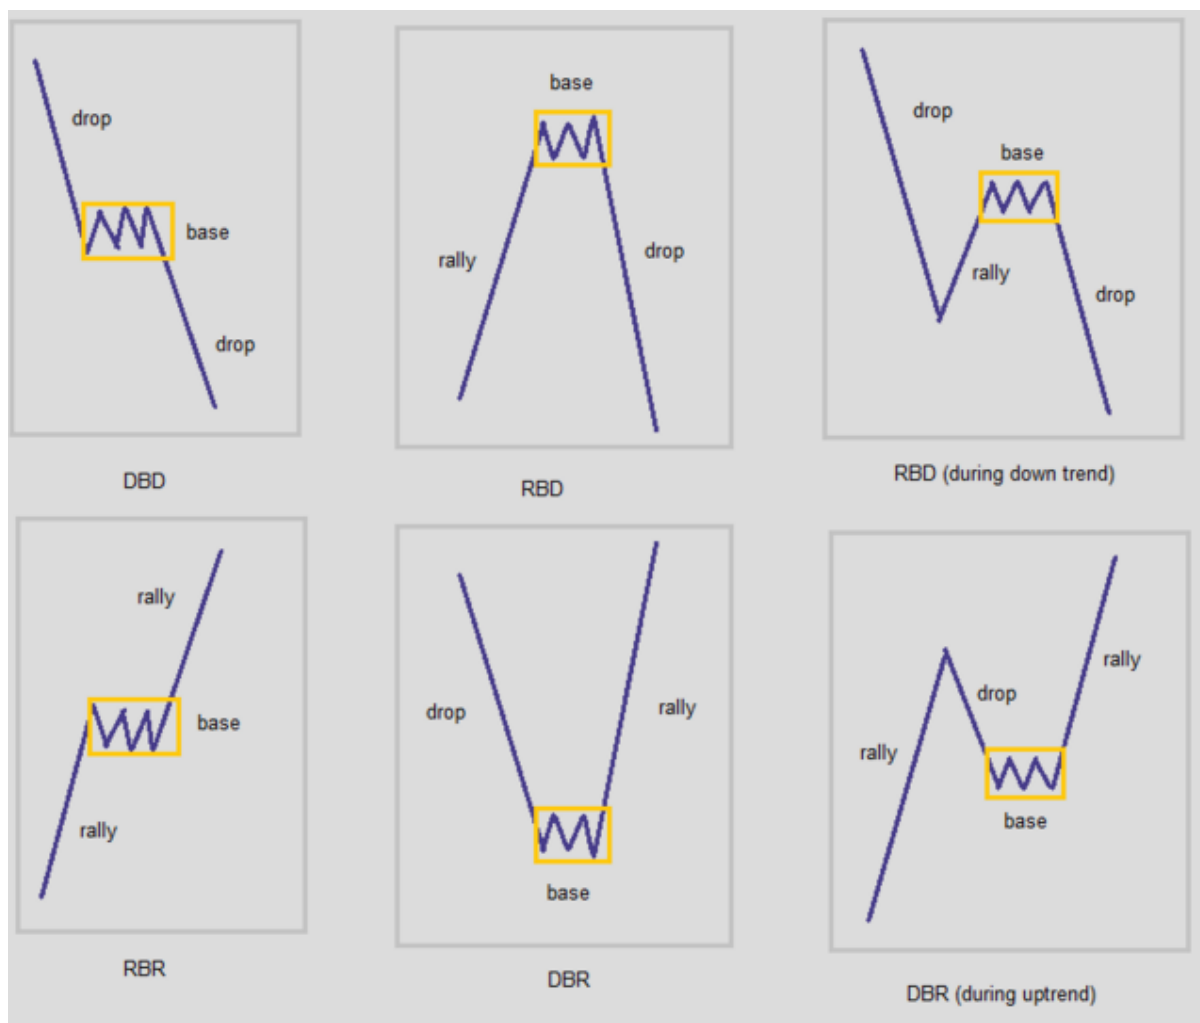 drop
base
drop
DBD
base
rally
drop
RBD
drop
base
rally
drop
RBD (during down trend)
rally
base
rally
RBR
drop
rally
base
DBR
rally
drop
rally
base
DBR (during uptrend)